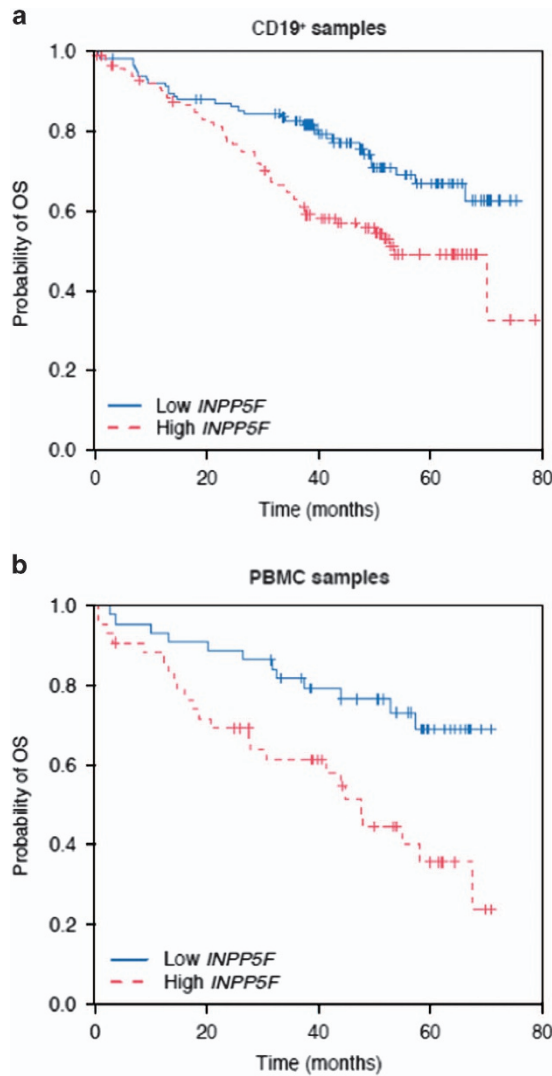 a
CD19⁺ samples
1.0
0.8
0.6
0.4
0.2
0.0
Probability of OS
Low INPP5F
High INPP5F
0 20 40 60 80
Time (months)
b
PBMC samples
1.0
0.8
0.6
0.4
0.2
0.0
Probability of OS
Low INPP5F
High INPP5F
0 20 40 60 80
Time (months)